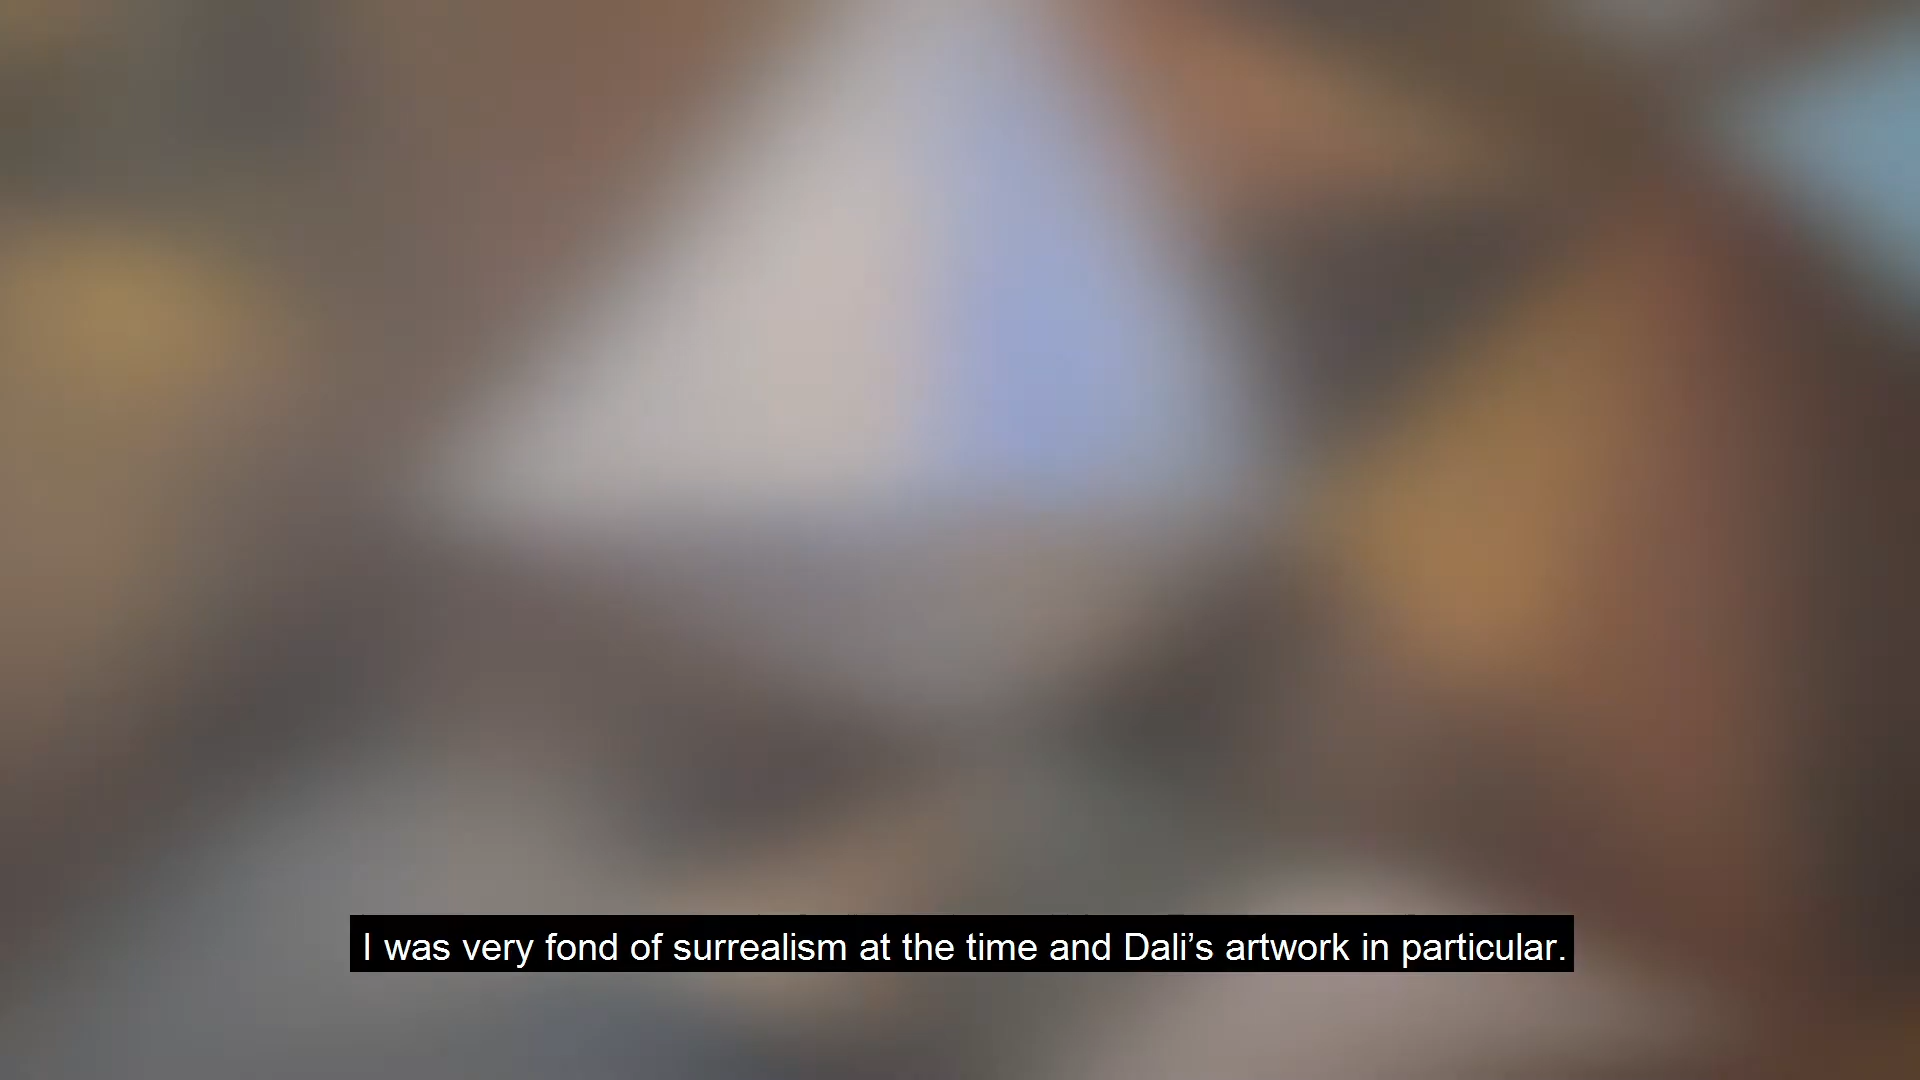 I was very fond of surrealism at the time and Dali’s artwork in particular.